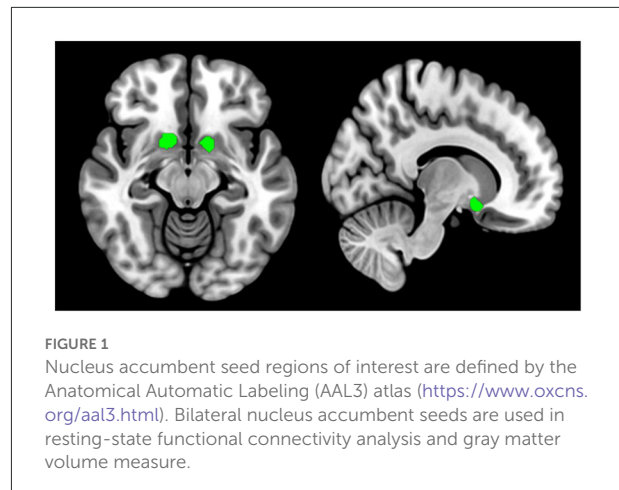 FIGURE 1
Nucleus accumbent seed regions of interest are defined by the
Anatomical Automatic Labeling (AAL3) atlas (https://www.oxcns.
org/aal3.html). Bilateral nucleus accumbent seeds are used in
resting-state functional connectivity analysis and gray matter
volume measure.